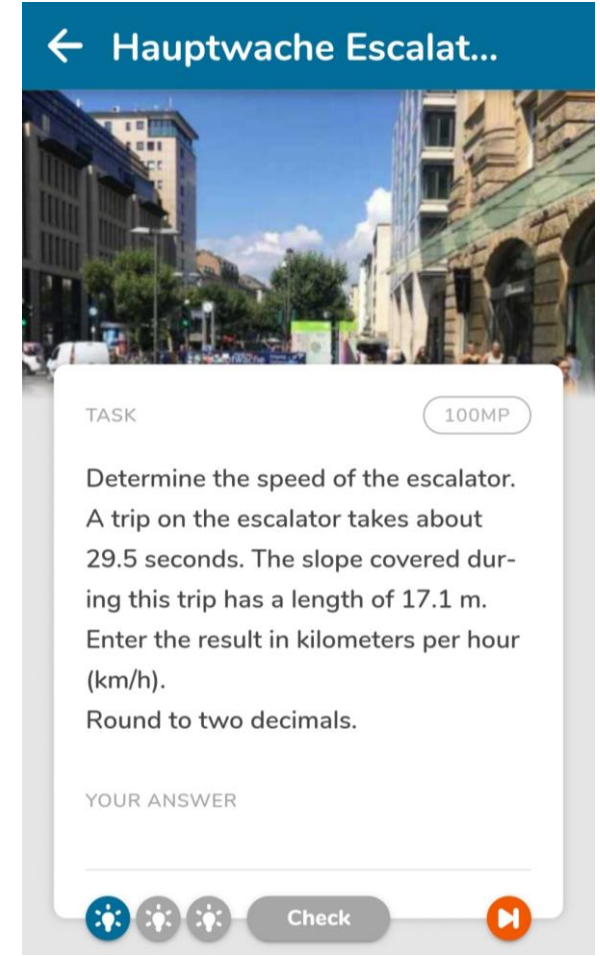 Hauptwache Escalat...
TASK
100MP
Determine the speed of the escalator.
A trip on the escalator takes about
29.5 seconds. The slope covered dur-
ing this trip has a length of 17.1 m.
Enter the result in kilometers per hour
(km/h).
Round to two decimals.
YOUR ANSWER
Check